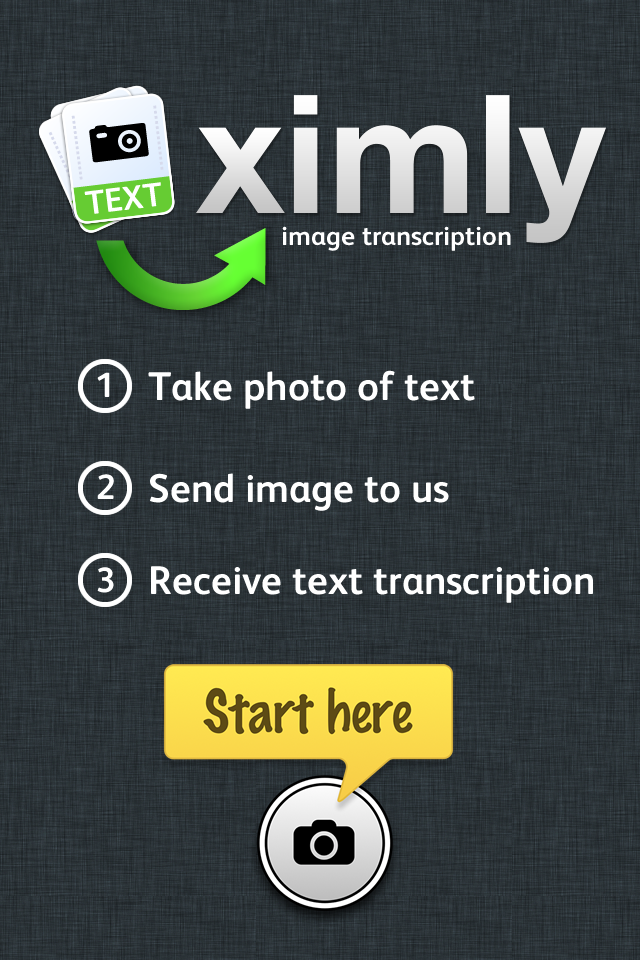 TEXT
ximly
image transcription
1 Take photo of text
2 Send image to us
3 Receive text transcription
Start here